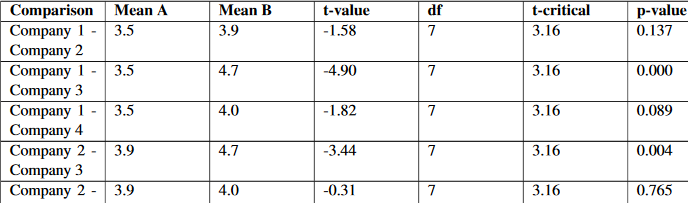 Comparison Mean A Mean B t-value df t-critical p-value
Company 1 - 3.5 3.9 -1.58 7 3.16 0.137
Company 2
Company 1 - 3.5 4.7 -4.90 7 3.16 0.000
Company 3
Company 1 - 3.5 4.0 -1.82 7 3.16 0.089
Company 4
Company 2 - 3.9 4.7 -3.44 7 3.16 0.004
Company 3
Company 2 - 3.9 4.0 -0.31 7 3.16 0.765